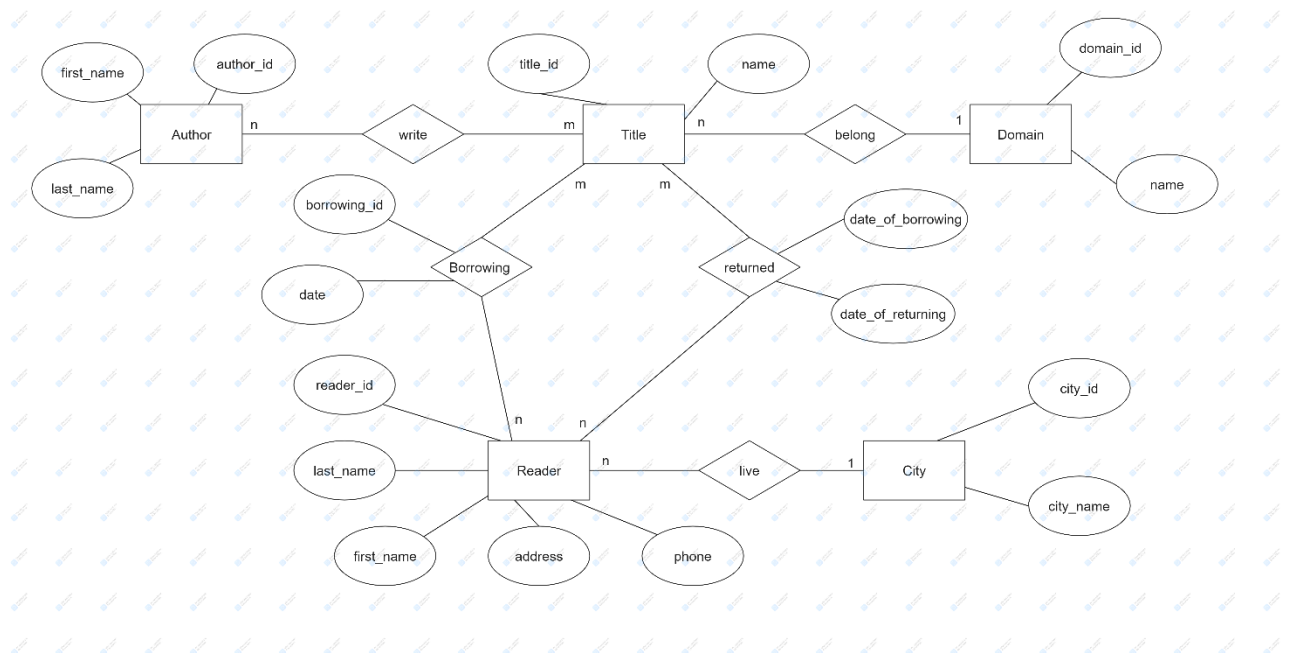 domain_id
first_name
author_id
title_id
name
Author
n
write
m
Title
n
belong
1
Domain
last_name
m
m
name
borrowing_id
date_of_borrowing
Borrowing
returned
date
date_of_returning
reader_id
city_id
n
n
last_name
Reader
n
live
1
City
city_name
first_name
address
phone